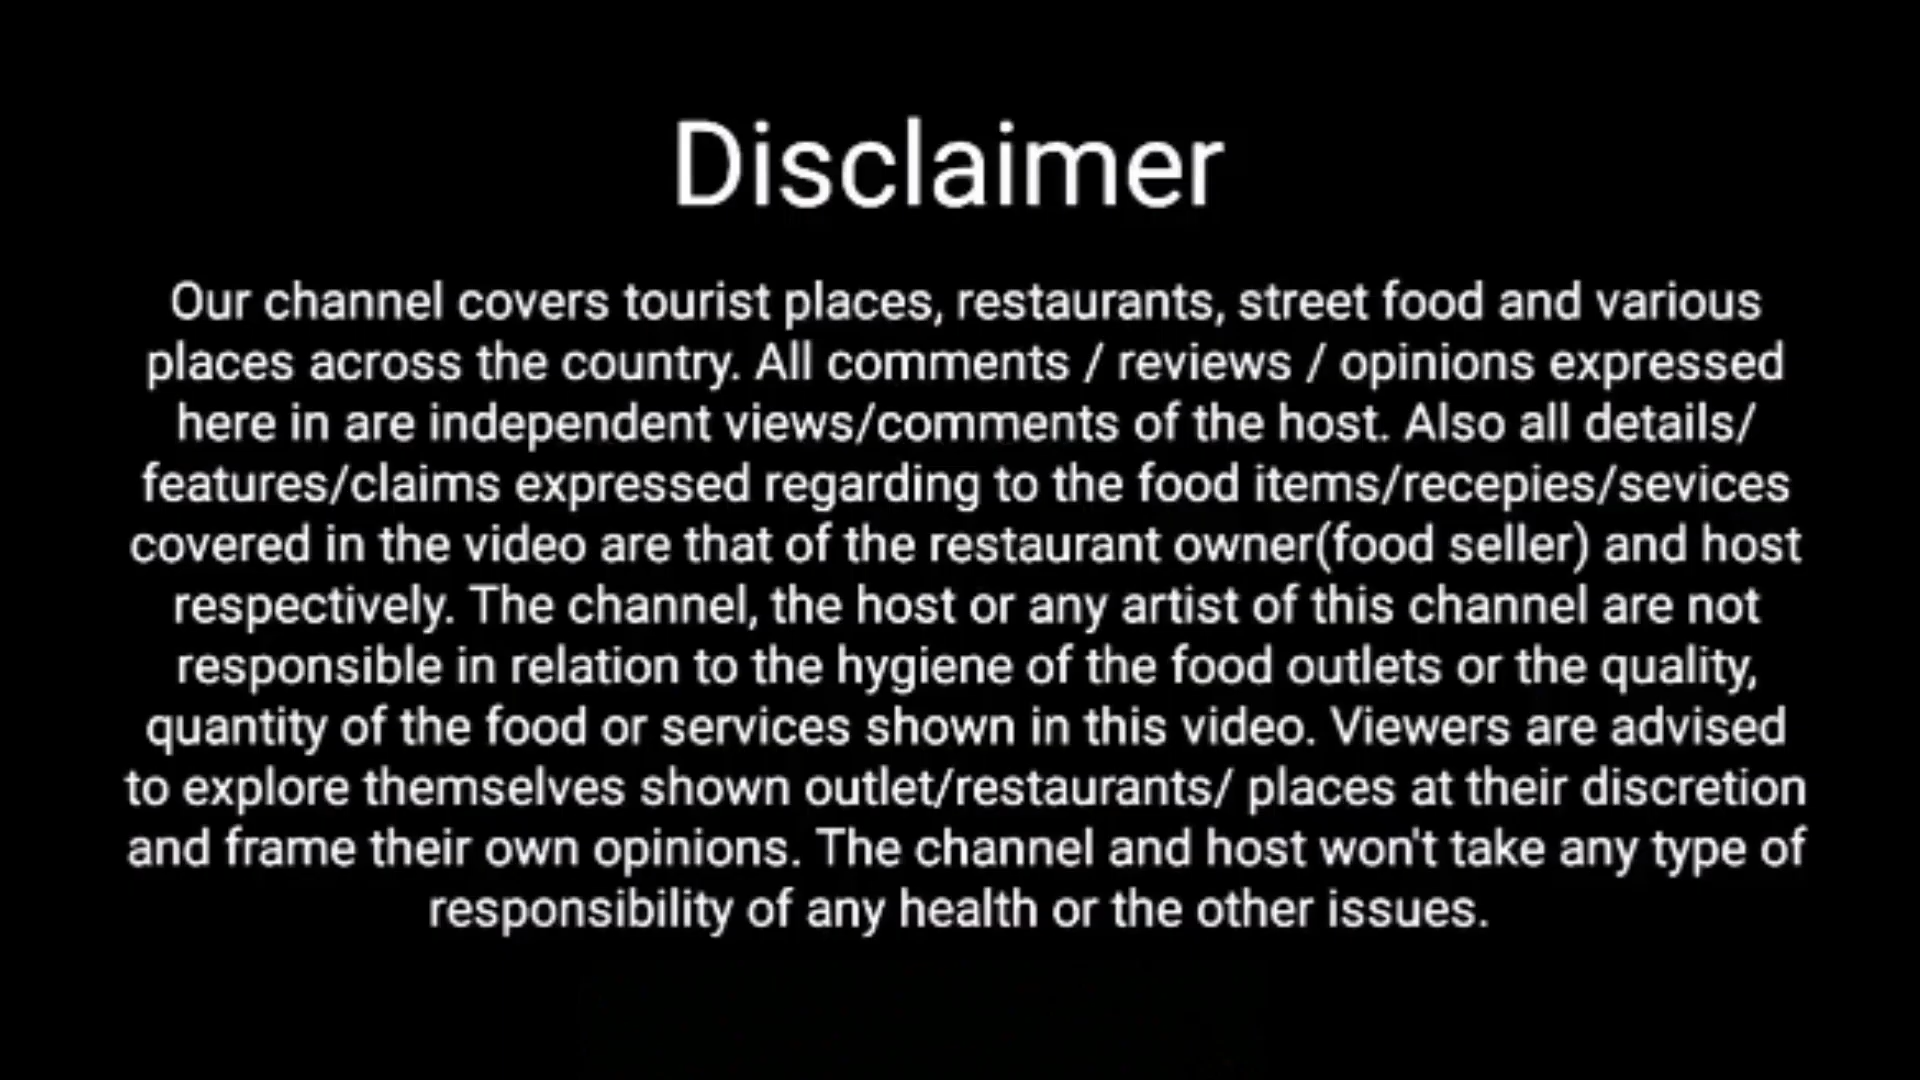 Disclaimer
Our channel covers tourist places, restaurants, street food and various
places across the country. All comments / reviews / opinions expressed
here in are independent views/comments of the host. Also all details/
features/claims expressed regarding to the food items/recepies/sevices
covered in the video are that of the restaurant owner(food seller) and host
respectively. The channel, the host or any artist of this channel are not
responsible in relation to the hygiene of the food outlets or the quality,
quantity of the food or services shown in this video. Viewers are advised
to explore themselves shown outlet/restaurants/ places at their discretion
and frame their own opinions. The channel and host won't take any type of
responsibility of any health or the other issues.